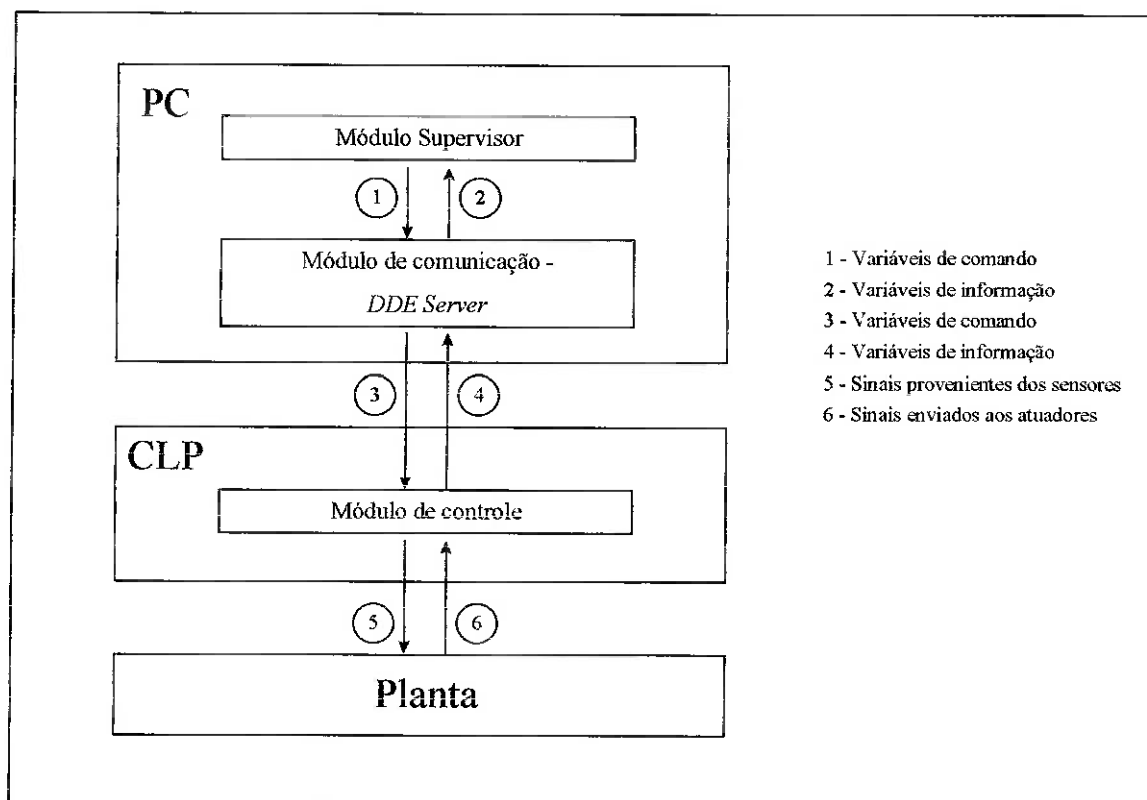 PC
Módulo Supervisor
1
2
Módulo de comunicação -
DDE Server
3
4
CLP
Módulo de controle
5
6
Planta
1 - Variáveis de comando
2 - Variáveis de informação
3 - Variáveis de comando
4 - Variáveis de informação
5 - Sinais provenientes dos sensores
6 - Sinais enviados aos atuadores